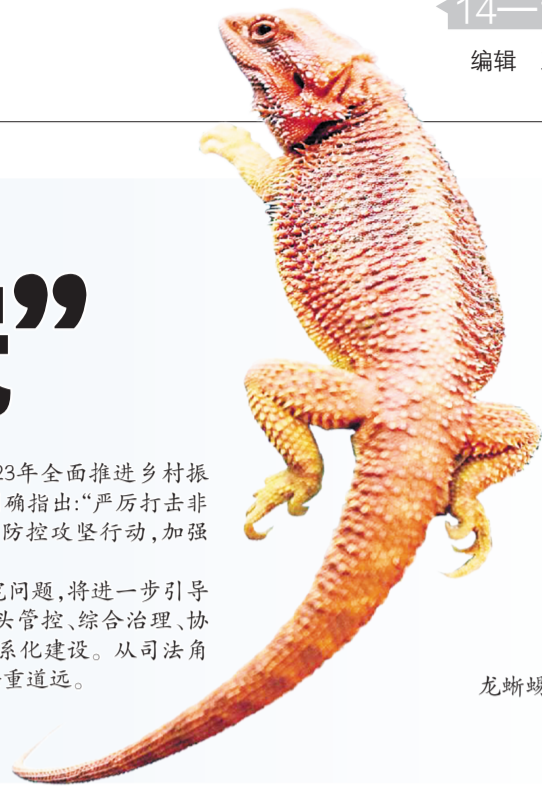 14—
编辑
”
23年全面推进乡村振
确指出:“严厉打击非
防控攻坚行动,加强
问题,将进一步引导
头管控、综合治理、协
系化建设。从司法角
重道远。
龙蜥蜴